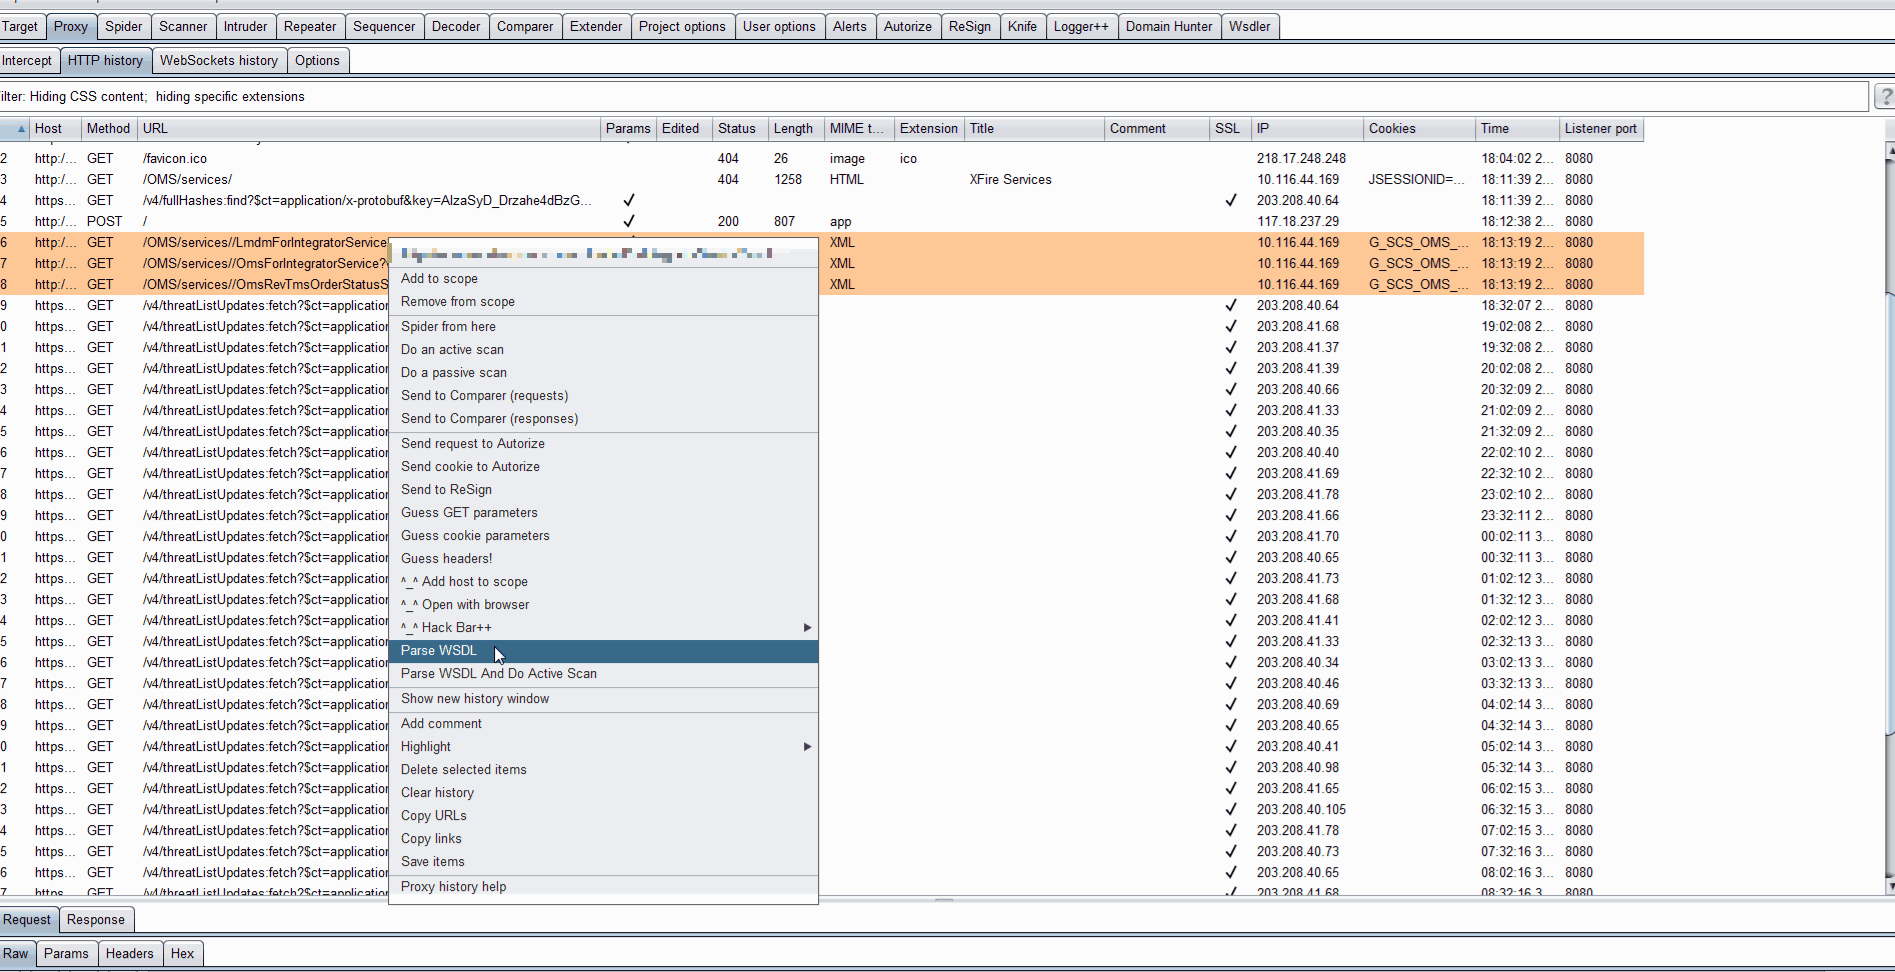 Target Proxy Spider Scanner Intruder Repeater Sequencer Decoder Comparer Extender Project options User options Alerts Autorize ReSign Knife Logger++ Domain Hunter Wsdler
Intercept HTTP history WebSockets history Options
ilter: Hiding CSS content; hiding specific extensions ?
Host Method URL Params Edited Status Length MIME t... Extension Title Comment SSL IP Cookies Time Listener port
2 http:/... GET /favicon.ico 404 26 image ico 218.17.248.248 18:04:02 2... 8080
3 http:/... GET /OMS/services/ 404 1258 HTML XFire Services 10.116.44.169 JSESSIONID=... 18:11:39 2... 8080
4 https... GET /v4/fullHashes:find?$ct=application/x-protobuf&key=AIzaSyD_Drzahe4dBzG... ✓ ✓ 203.208.40.64 18:11:39 2... 8080
5 http:/... POST / ✓ 200 807 app 117.18.237.29 18:12:38 2... 8080
6 http:/... GET /OMS/services//LmdmForIntegratorService XML 10.116.44.169 G_SCS_OMS_... 18:13:19 2... 8080
7 http:/... GET /OMS/services//OmsForIntegratorService? XML 10.116.44.169 G_SCS_OMS_... 18:13:19 2... 8080
8 http:/... GET /OMS/services//OmsRevTmsOrderStatusS XML 10.116.44.169 G_SCS_OMS_... 18:13:19 2... 8080
9 https... GET /v4/threatListUpdates:fetch?$ct=application ✓ 203.208.40.64 18:32:07 2... 8080
0 https... GET /v4/threatListUpdates:fetch?$ct=application ✓ 203.208.41.68 19:02:08 2... 8080
1 https... GET /v4/threatListUpdates:fetch?$ct=application ✓ 203.208.41.37 19:32:08 2... 8080
2 https... GET /v4/threatListUpdates:fetch?$ct=application ✓ 203.208.41.39 20:02:08 2... 8080
3 https... GET /v4/threatListUpdates:fetch?$ct=application ✓ 203.208.40.66 20:32:09 2... 8080
4 https... GET /v4/threatListUpdates:fetch?$ct=application ✓ 203.208.41.33 21:02:09 2... 8080
5 https... GET /v4/threatListUpdates:fetch?$ct=application ✓ 203.208.40.35 21:32:09 2... 8080
6 https... GET /v4/threatListUpdates:fetch?$ct=application ✓ 203.208.40.40 22:02:10 2... 8080
7 https... GET /v4/threatListUpdates:fetch?$ct=application ✓ 203.208.41.69 22:32:10 2... 8080
8 https... GET /v4/threatListUpdates:fetch?$ct=application ✓ 203.208.41.78 23:02:10 2... 8080
9 https... GET /v4/threatListUpdates:fetch?$ct=application ✓ 203.208.41.66 23:32:11 2... 8080
0 https... GET /v4/threatListUpdates:fetch?$ct=application ✓ 203.208.41.70 00:02:11 3... 8080
1 https... GET /v4/threatListUpdates:fetch?$ct=application ✓ 203.208.40.65 00:32:11 3... 8080
2 https... GET /v4/threatListUpdates:fetch?$ct=application ✓ 203.208.41.73 01:02:12 3... 8080
3 https... GET /v4/threatListUpdates:fetch?$ct=application ✓ 203.208.41.68 01:32:12 3... 8080
4 https... GET /v4/threatListUpdates:fetch?$ct=application ✓ 203.208.41.41 02:02:12 3... 8080
5 https... GET /v4/threatListUpdates:fetch?$ct=application ✓ 203.208.41.33 02:32:13 3... 8080
6 https... GET /v4/threatListUpdates:fetch?$ct=application ✓ 203.208.40.34 03:02:13 3... 8080
7 https... GET /v4/threatListUpdates:fetch?$ct=application ✓ 203.208.40.46 03:32:13 3... 8080
8 https... GET /v4/threatListUpdates:fetch?$ct=application ✓ 203.208.40.69 04:02:14 3... 8080
9 https... GET /v4/threatListUpdates:fetch?$ct=application ✓ 203.208.40.65 04:32:14 3... 8080
0 https... GET /v4/threatListUpdates:fetch?$ct=application ✓ 203.208.40.41 05:02:14 3... 8080
1 https... GET /v4/threatListUpdates:fetch?$ct=application ✓ 203.208.40.98 05:32:14 3... 8080
2 https... GET /v4/threatListUpdates:fetch?$ct=application ✓ 203.208.41.65 06:02:15 3... 8080
3 https... GET /v4/threatListUpdates:fetch?$ct=application ✓ 203.208.40.105 06:32:15 3... 8080
4 https... GET /v4/threatListUpdates:fetch?$ct=application ✓ 203.208.41.78 07:02:15 3... 8080
5 https... GET /v4/threatListUpdates:fetch?$ct=application ✓ 203.208.40.73 07:32:16 3... 8080
6 https... GET /v4/threatListUpdates:fetch?$ct=application ✓ 203.208.40.65 08:02:16 3... 8080
7 https... GET /v4/threatListUpdates:fetch?$ct=application ✓ 203.208.41.68 08:32:16 3... 8080
Add to scope
Remove from scope
Spider from here
Do an active scan
Do a passive scan
Send to Comparer (requests)
Send to Comparer (responses)
Send request to Autorize
Send cookie to Autorize
Send to ReSign
Guess GET parameters
Guess cookie parameters
Guess headers!
^_^ Add host to scope
^_^ Open with browser
^_^ Hack Bar++
Parse WSDL
Parse WSDL And Do Active Scan
Show new history window
Add comment
Highlight
Delete selected items
Clear history
Copy URLs
Copy links
Save items
Proxy history help
Request Response
Raw Params Headers Hex